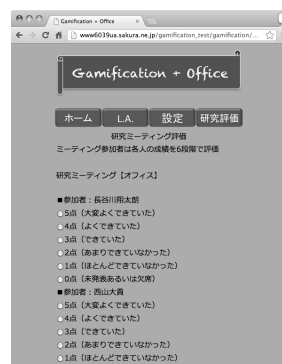 Gamification + Office
www6039ua.sakura.ne.jp/gamification_test/gamification/...
Gamification + Office
ホーム
L.A.
設定
研究評価
研究ミーティング評価
ミーティング参加者は各人の成績を6段階で評価
研究ミーティング【オフィス】
■参加者：長谷川翔太朗
5点（大変よくできていた）
4点（よくできていた）
3点（できていた）
2点（あまりできていなかった）
1点（ほとんどできていなかった）
0点（未発表あるいは欠席）
■参加者：西山大貴
5点（大変よくできていた）
4点（よくできていた）
3点（できていた）
2点（あまりできていなかった）
1点（ほとんどできていなかった）